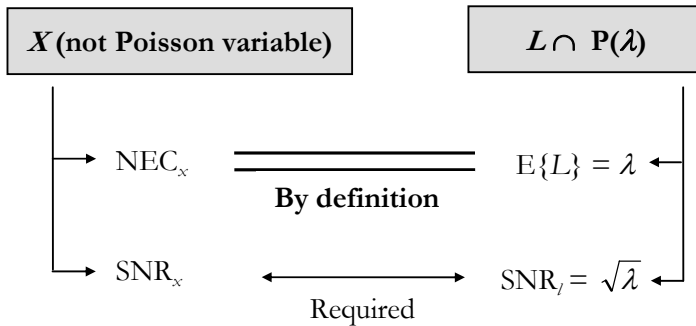 X (not Poisson variable)
L ∩ P(λ)
NECₓ
E{L} = λ
By definition
SNRₓ
SNRₗ = √λ
Required